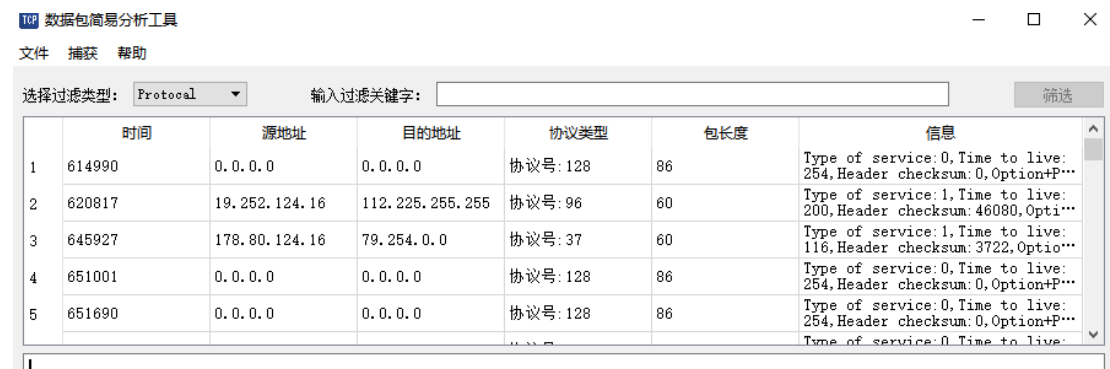 TCP 数据包简易分析工具
文件 捕获 帮助
选择过滤类型： Protocal 输入过滤关键字： 筛选
时间 源地址 目的地址 协议类型 包长度 信息
1 614990 0.0.0.0 0.0.0.0 协议号:128 86 Type of service:0,Time to live:
254,Header checksum:0,Option+P…
2 620817 19.252.124.16 112.225.255.255 协议号:96 60 Type of service:1,Time to live:
200,Header checksum:46080,Opti…
3 645927 178.80.124.16 79.254.0.0 协议号:37 60 Type of service:1,Time to live:
116,Header checksum:3722,Optio…
4 651001 0.0.0.0 0.0.0.0 协议号:128 86 Type of service:0,Time to live:
254,Header checksum:0,Option+P…
5 651690 0.0.0.0 0.0.0.0 协议号:128 86 Type of service:0,Time to live:
254,Header checksum:0,Option+P…
Type of service:0,Time to live: